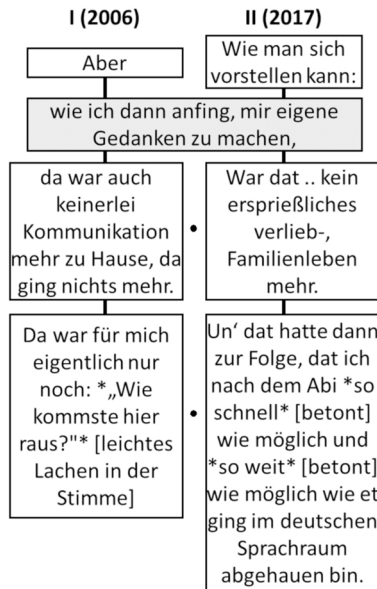 I (2006)
II (2017)
Aber
Wie man sich
vorstellen kann:
wie ich dann anfing, mir eigene
Gedanken zu machen,
da war auch
keinerlei
Kommunikation
mehr zu Hause, da
ging nichts mehr.
War dat .. kein
ersprießliches
verlieb-,
Familienleben
mehr.
Da war für mich
eigentlich nur
noch: *„Wie
kommste hier
raus?"* [leichtes
Lachen in der
Stimme]
Un‘ dat hatte dann
zur Folge, dat ich
nach dem Abi *so
schnell* [betont]
wie möglich und
*so weit* [betont]
wie möglich wie et
ging im deutschen
Sprachraum
abgehauen bin.